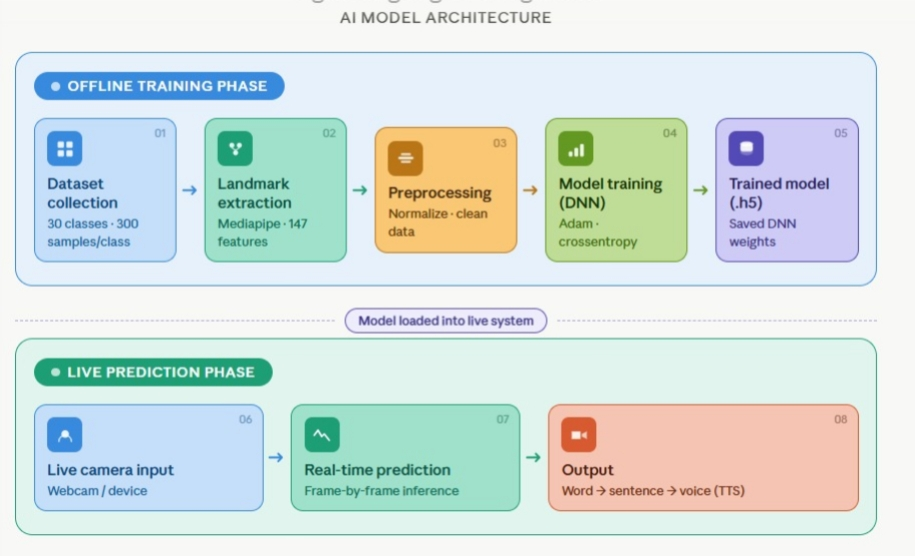 AI MODEL ARCHITECTURE
OFFLINE TRAINING PHASE
01
Dataset
collection
30 classes · 300
samples/class
02
Landmark
extraction
Mediapipe · 147
features
03
Preprocessing
Normalize · clean
data
04
Model training
(DNN)
Adam ·
crossentropy
05
Trained model
(.h5)
Saved DNN
weights
Model loaded into live system
LIVE PREDICTION PHASE
06
Live camera input
Webcam / device
07
Real-time prediction
Frame-by-frame inference
08
Output
Word → sentence → voice (TTS)